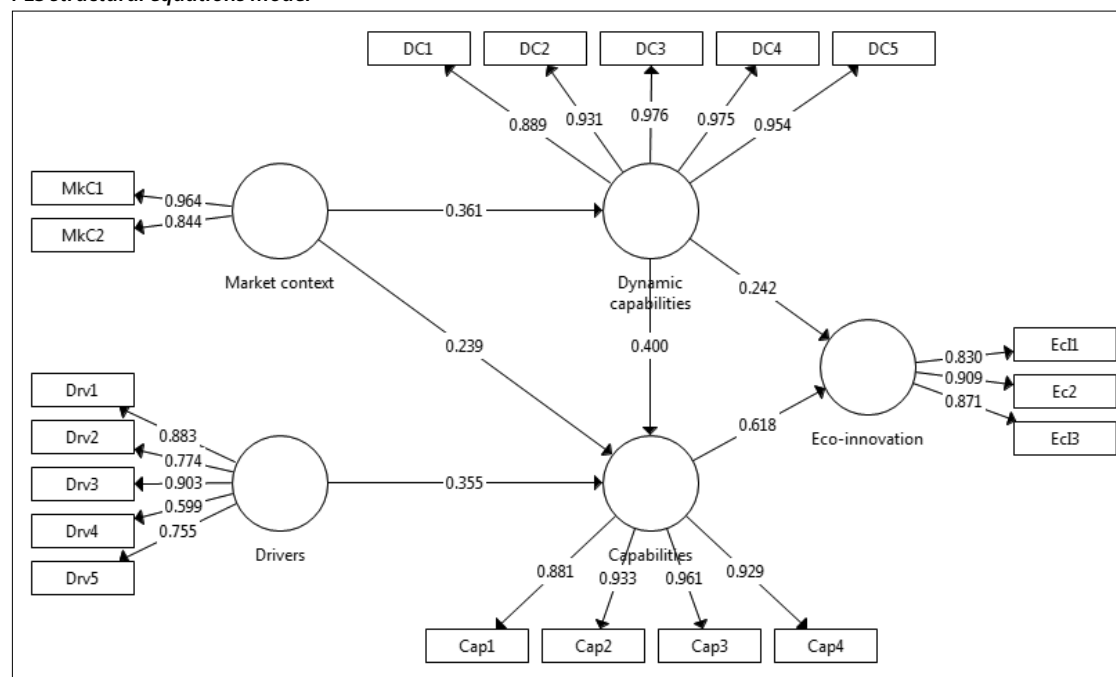 DC1 DC2 DC3 DC4 DC5
0.889 0.931 0.976 0.975 0.954
MkC1
0.964
MkC2
0.844
0.361
Market context
Dynamic
capabilities
0.242
0.239
0.400
EcI1
0.830
Ec2
0.909
EcI3
0.871
Eco-innovation
0.618
Drv1
0.883
Drv2
0.774
Drv3
0.903
Drv4
0.599
Drv5
0.755
0.355
Drivers
Capabilities
0.881 0.933 0.961 0.929
Cap1 Cap2 Cap3 Cap4